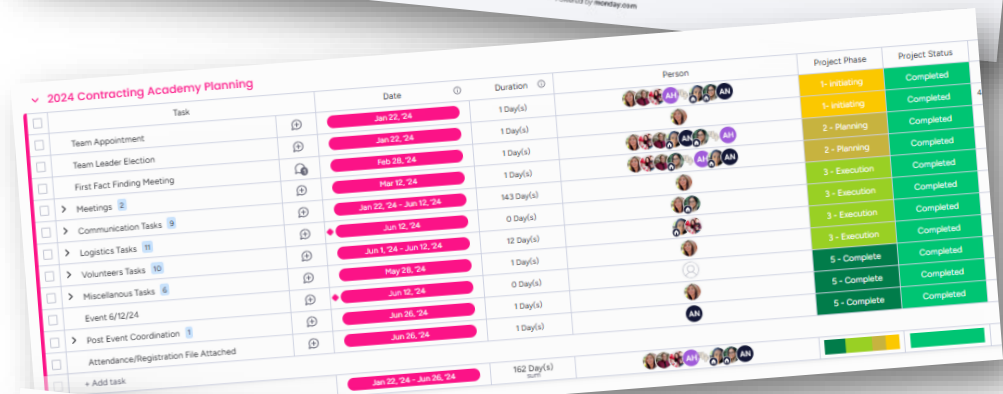 Powered by monday.com
2024 Contracting Academy Planning
Task Date Duration Person Project Phase Project Status
Team Appointment Jan 22, '24 1 Day(s) AH AN 1- Initiating Completed
Team Leader Election Jan 22, '24 1 Day(s) 1- Initiating Completed 4
First Fact Finding Meeting Feb 28, '24 1 Day(s) AN AH 2 - Planning Completed
Meetings 2 Mar 12, '24 1 Day(s) AH AN 2 - Planning Completed
Communication Tasks 9 Jan 22, '24 - Jun 12, '24 143 Day(s) 3 - Execution Completed
Logistics Tasks 11 Jun 12, '24 0 Day(s) 3 - Execution Completed
Volunteers Tasks 10 Jun 1, '24 - Jun 12, '24 12 Day(s) 3 - Execution Completed
Miscellanous Tasks 6 May 28, '24 1 Day(s) 3 - Execution Completed
Event 6/12/24 Jun 12, '24 0 Day(s) 5 - Complete Completed
Post Event Coordination 1 Jun 26, '24 1 Day(s) 5 - Complete Completed
Attendance/Registration File Attached Jun 26, '24 1 Day(s) AN 5 - Complete Completed
+ Add task
Jan 22, '24 - Jun 26, '24 162 Day(s) AH AN
sum